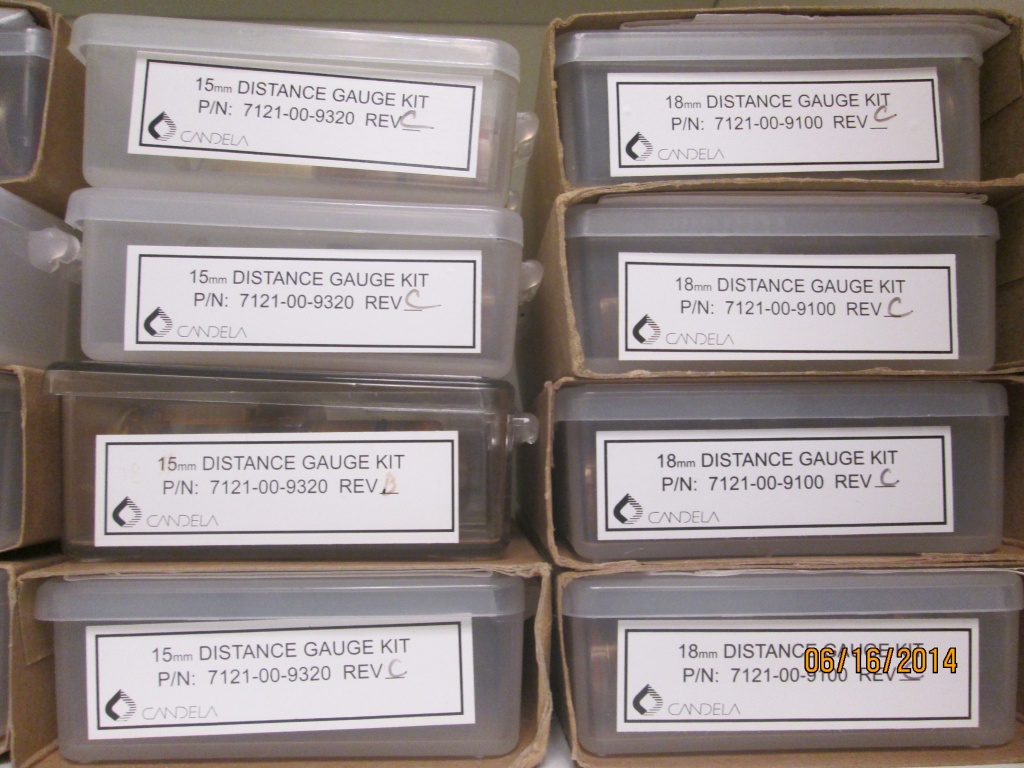 15mm DISTANCE GAUGE KIT
P/N: 7121-00-9320 REV C
CANDELA
18mm DISTANCE GAUGE KIT
P/N: 7121-00-9100 REV C
CANDELA
15mm DISTANCE GAUGE KIT
P/N: 7121-00-9320 REV C
CANDELA
18mm DISTANCE GAUGE KIT
P/N: 7121-00-9100 REV C
CANDELA
15mm DISTANCE GAUGE KIT
P/N: 7121-00-9320 REV
CANDELA
18mm DISTANCE GAUGE KIT
P/N: 7121-00-9100 REV C
CANDELA
15mm DISTANCE GAUGE KIT
P/N: 7121-00-9320 REV C
CANDELA
18mm DISTANCE GAUGE KIT
P/N: 7121-00-9100 REV C
CANDELA
06/16/2014